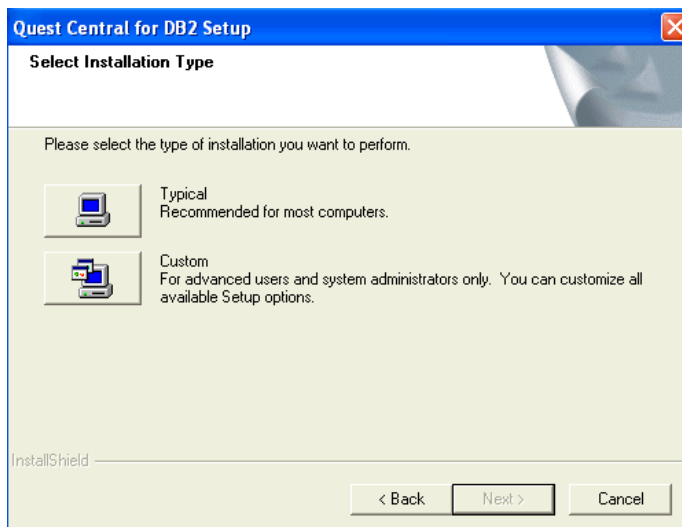 Quest Central for DB2 Setup
Select Installation Type
Please select the type of installation you want to perform.
Typical
Recommended for most computers.
Custom
For advanced users and system administrators only.  You can customize all
available Setup options.
InstallShield
< Back
Next >
Cancel